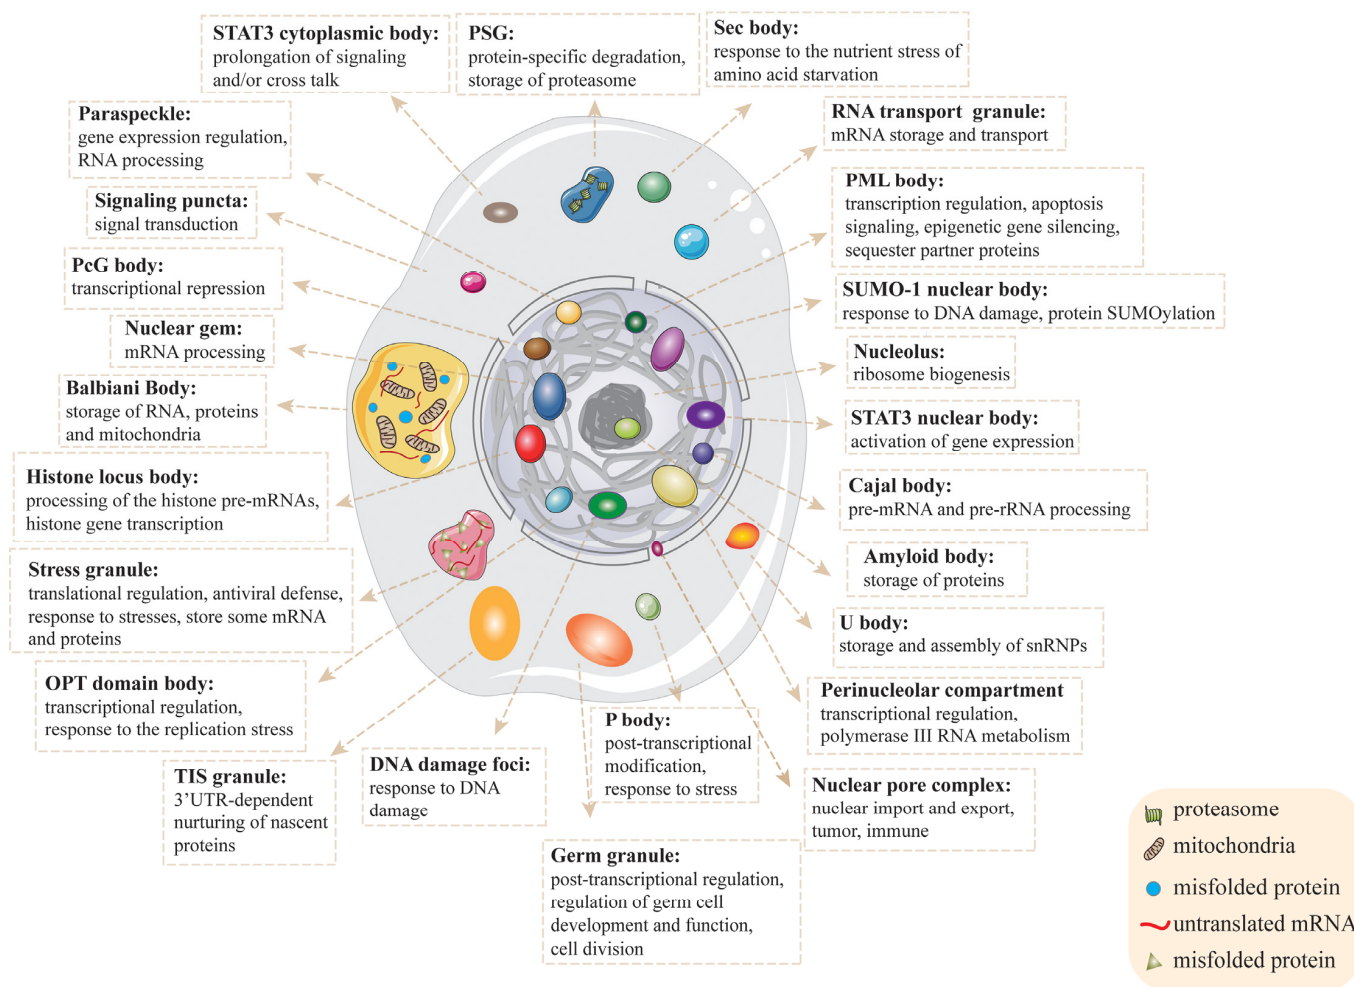 STAT3 cytoplasmic body:
prolongation of signaling
and/or cross talk
PSG:
protein-specific degradation,
storage of proteasome
Sec body:
response to the nutrient stress of
amino acid starvation
Paraspeckle:
gene expression regulation,
RNA processing
RNA transport granule:
mRNA storage and transport
Signaling puncta:
signal transduction
PML body:
transcription regulation, apoptosis
signaling, epigenetic gene silencing,
sequester partner proteins
PcG body:
transcriptional repression
SUMO-1 nuclear body:
response to DNA damage, protein SUMOylation
Nuclear gem:
mRNA processing
Nucleolus:
ribosome biogenesis
Balbiani Body:
storage of RNA, proteins
and mitochondria
STAT3 nuclear body:
activation of gene expression
Histone locus body:
processing of the histone pre-mRNAs,
histone gene transcription
Cajal body:
pre-mRNA and pre-rRNA processing
Stress granule:
translational regulation, antiviral defense,
response to stresses, store some mRNA
and proteins
Amyloid body:
storage of proteins
U body:
storage and assembly of snRNPs
OPT domain body:
transcriptional regulation,
response to the replication stress
Perinucleolar compartment
transcriptional regulation,
polymerase III RNA metabolism
TIS granule:
3’UTR-dependent
nurturing of nascent
proteins
DNA damage foci:
response to DNA
damage
P body:
post-transcriptional
modification,
response to stress
Nuclear pore complex:
nuclear import and export,
tumor, immune
Germ granule:
post-transcriptional regulation,
regulation of germ cell
development and function,
cell division
proteasome
mitochondria
misfolded protein
untranslated mRNA
misfolded protein